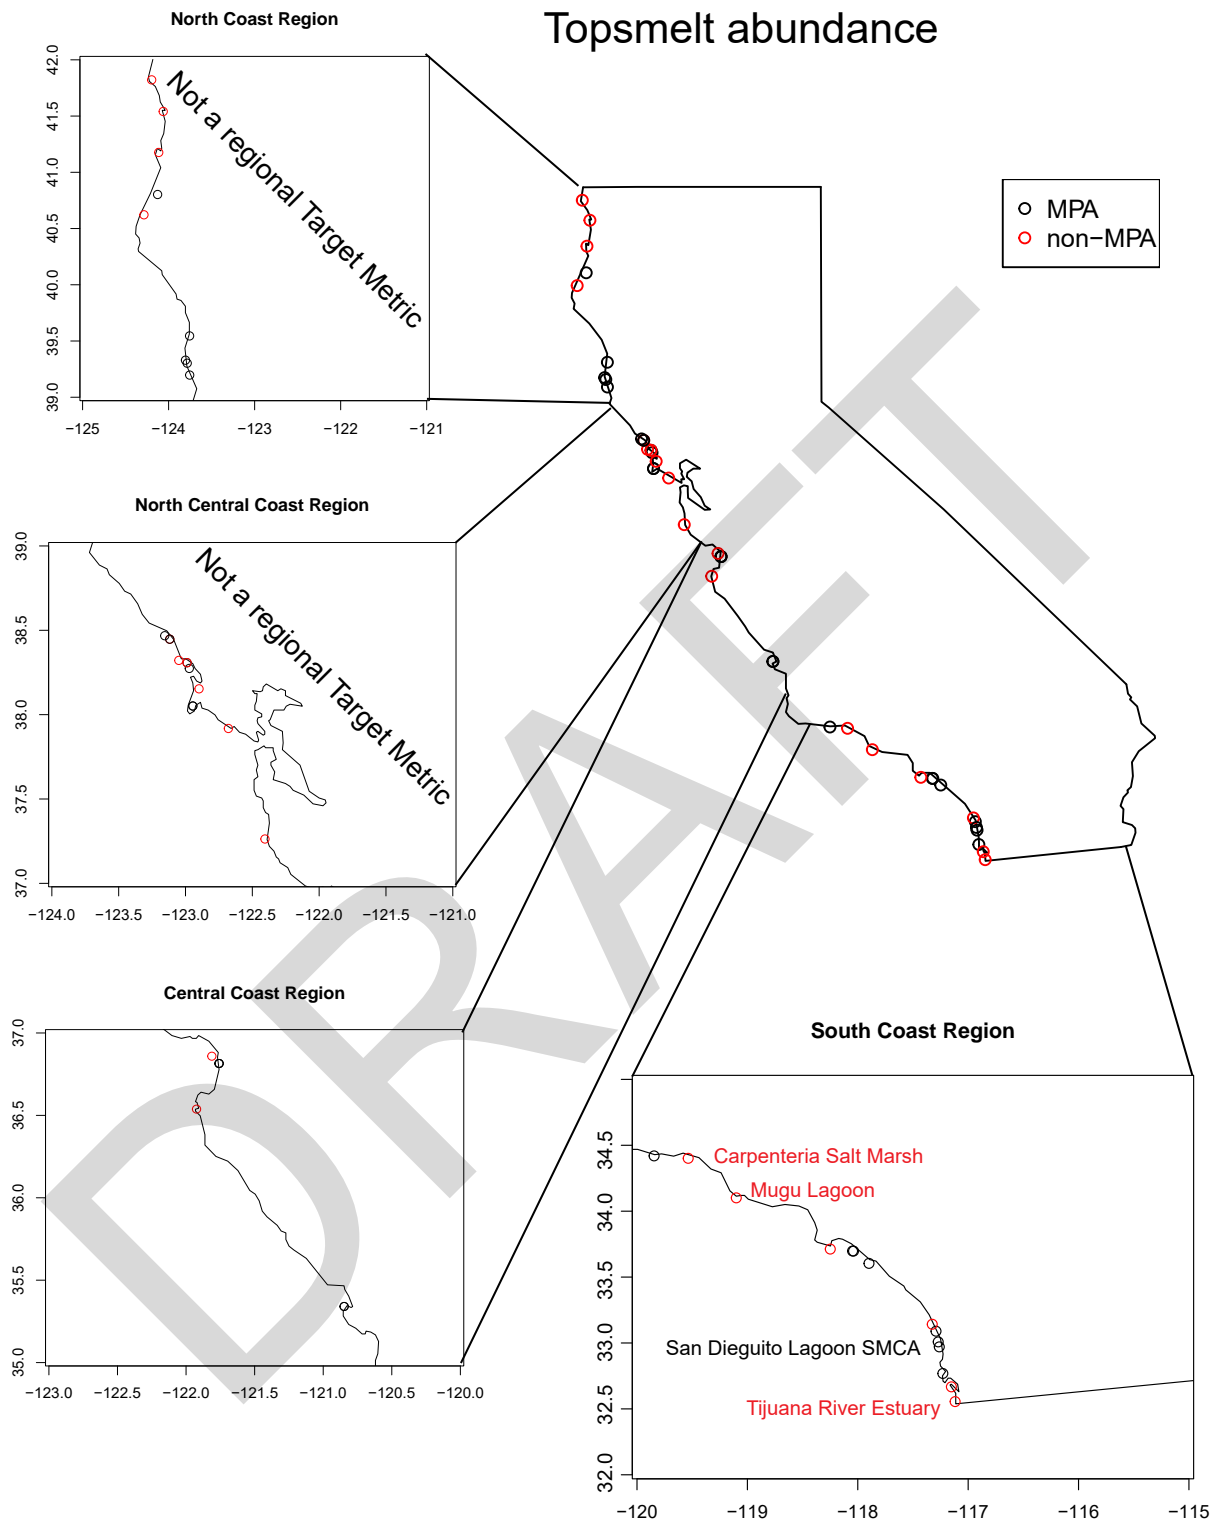 Topsmelt abundance
North Coast Region
42.0
41.5
41.0
40.5
40.0
39.5
39.0
Not a regional Target Metric
−125 −124 −123 −122 −121
MPA
non−MPA
North Central Coast Region
39.0
38.5
38.0
37.5
37.0
Not a regional Target Metric
−124.0 −123.5 −123.0 −122.5 −122.0 −121.5 −121.0
Central Coast Region
37.0
36.5
36.0
35.5
35.0
−123.0 −122.5 −122.0 −121.5 −121.0 −120.5 −120.0
South Coast Region
34.5
34.0
33.5
33.0
32.5
32.0
Carpenteria Salt Marsh
Mugu Lagoon
San Dieguito Lagoon SMCA
Tijuana River Estuary
−120 −119 −118 −117 −116 −115
DRAFT